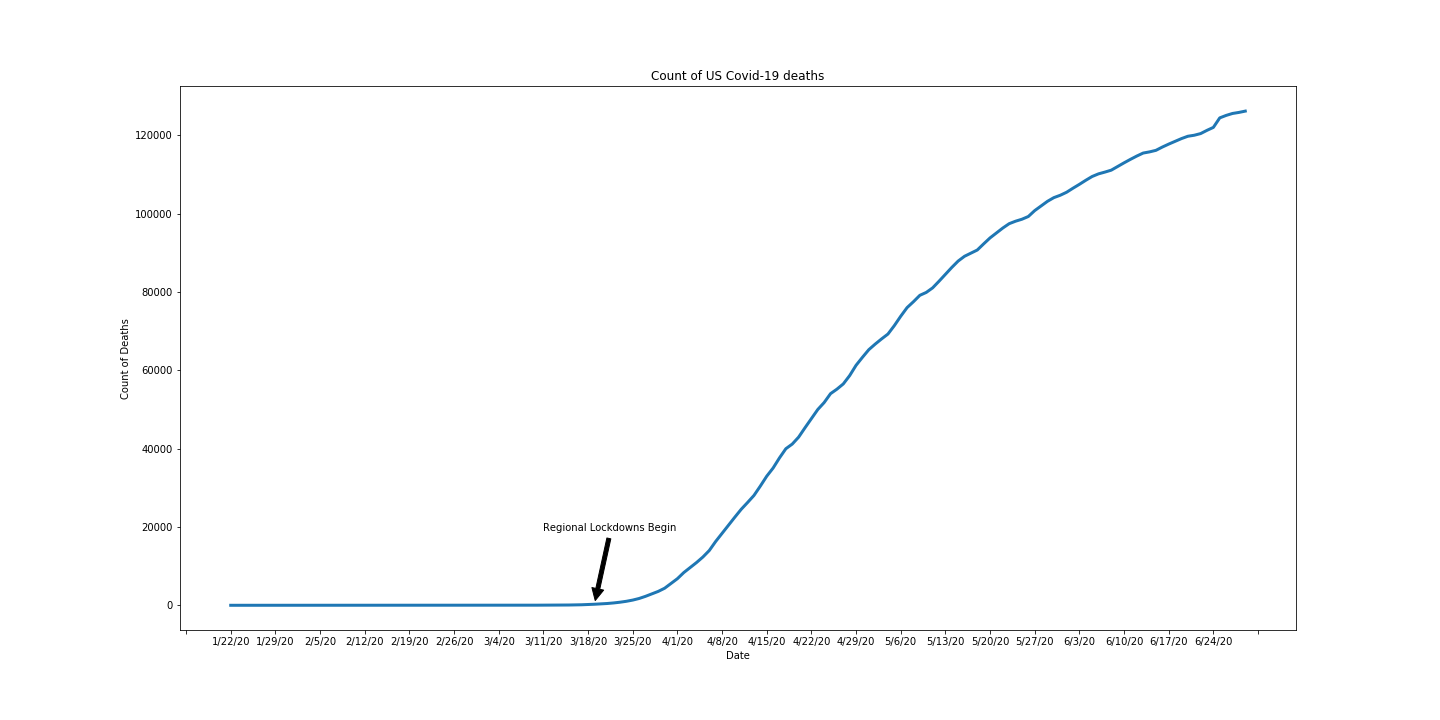 Count of US Covid-19 deaths
120000
100000
80000
60000
40000
20000
0
Count of Deaths
Regional Lockdowns Begin
1/22/20 1/29/20 2/5/20 2/12/20 2/19/20 2/26/20 3/4/20 3/11/20 3/18/20 3/25/20 4/1/20 4/8/20 4/15/20 4/22/20 4/29/20 5/6/20 5/13/20 5/20/20 5/27/20 6/3/20 6/10/20 6/17/20 6/24/20
Date